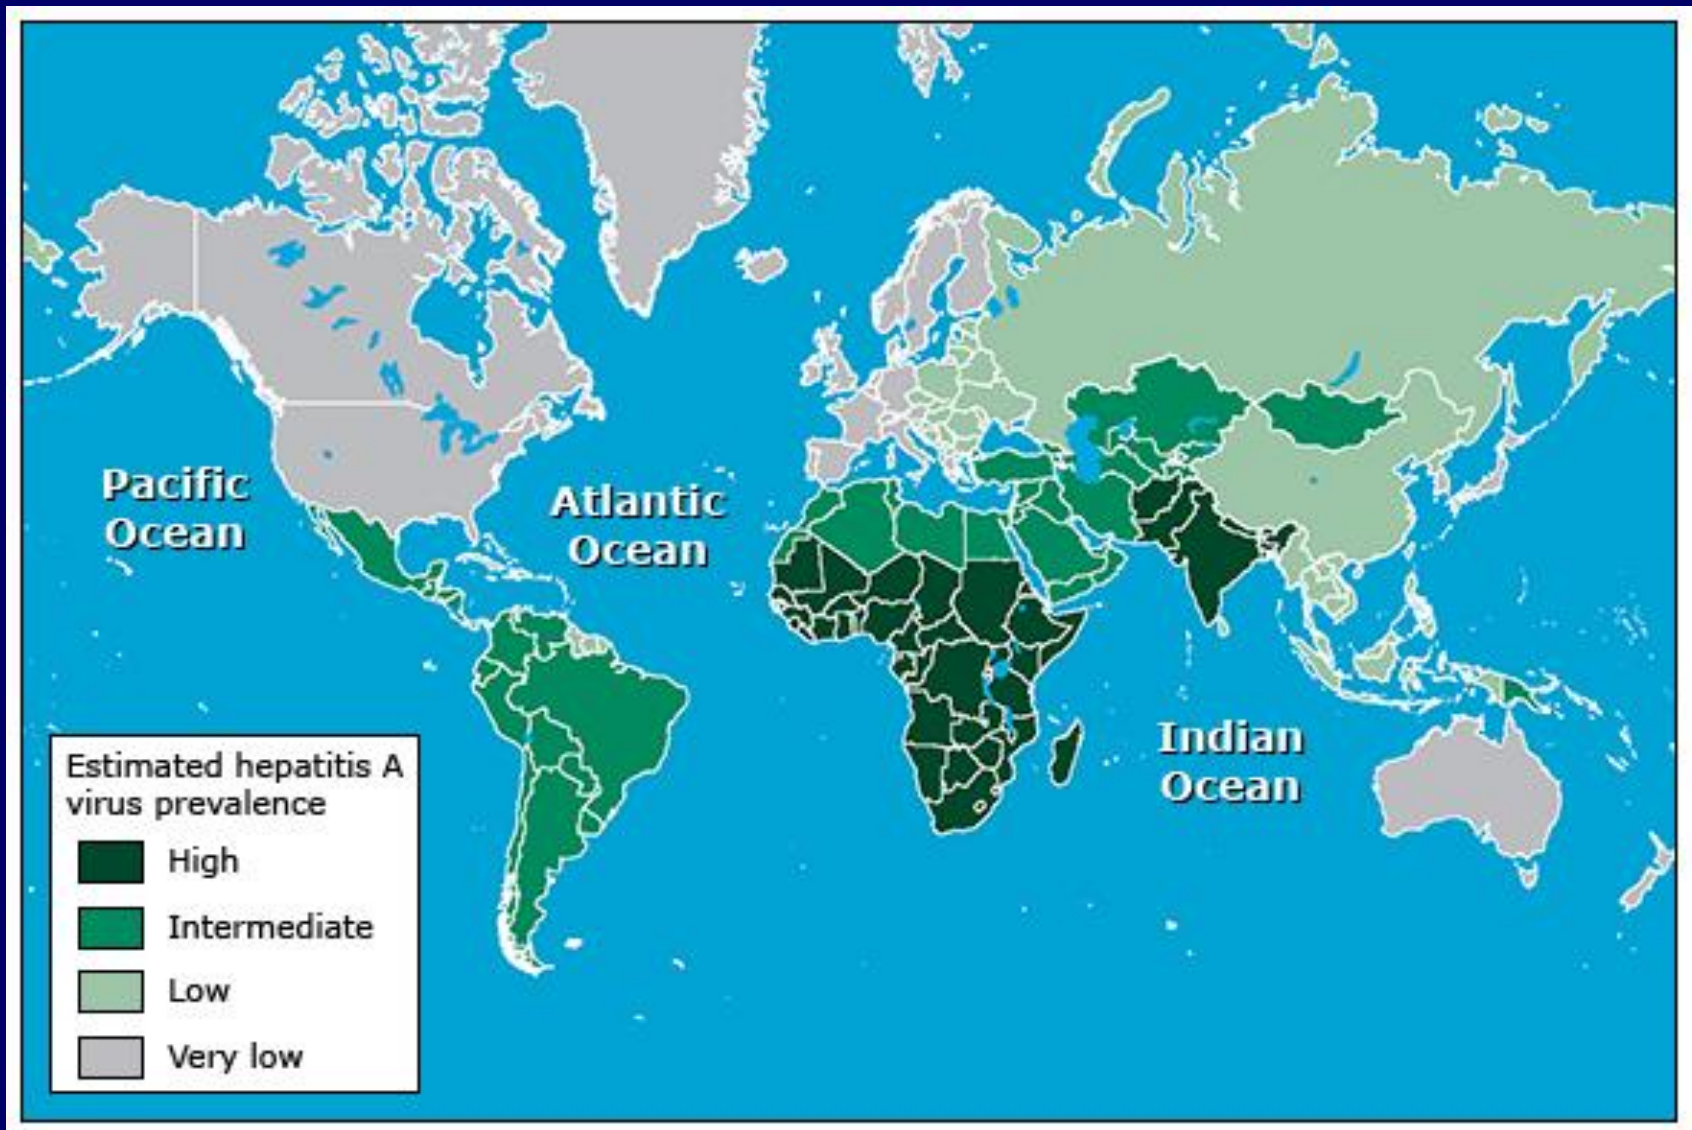 Pacific
Ocean
Atlantic
Ocean
Indian
Ocean
Estimated hepatitis A
virus prevalence
High
Intermediate
Low
Very low